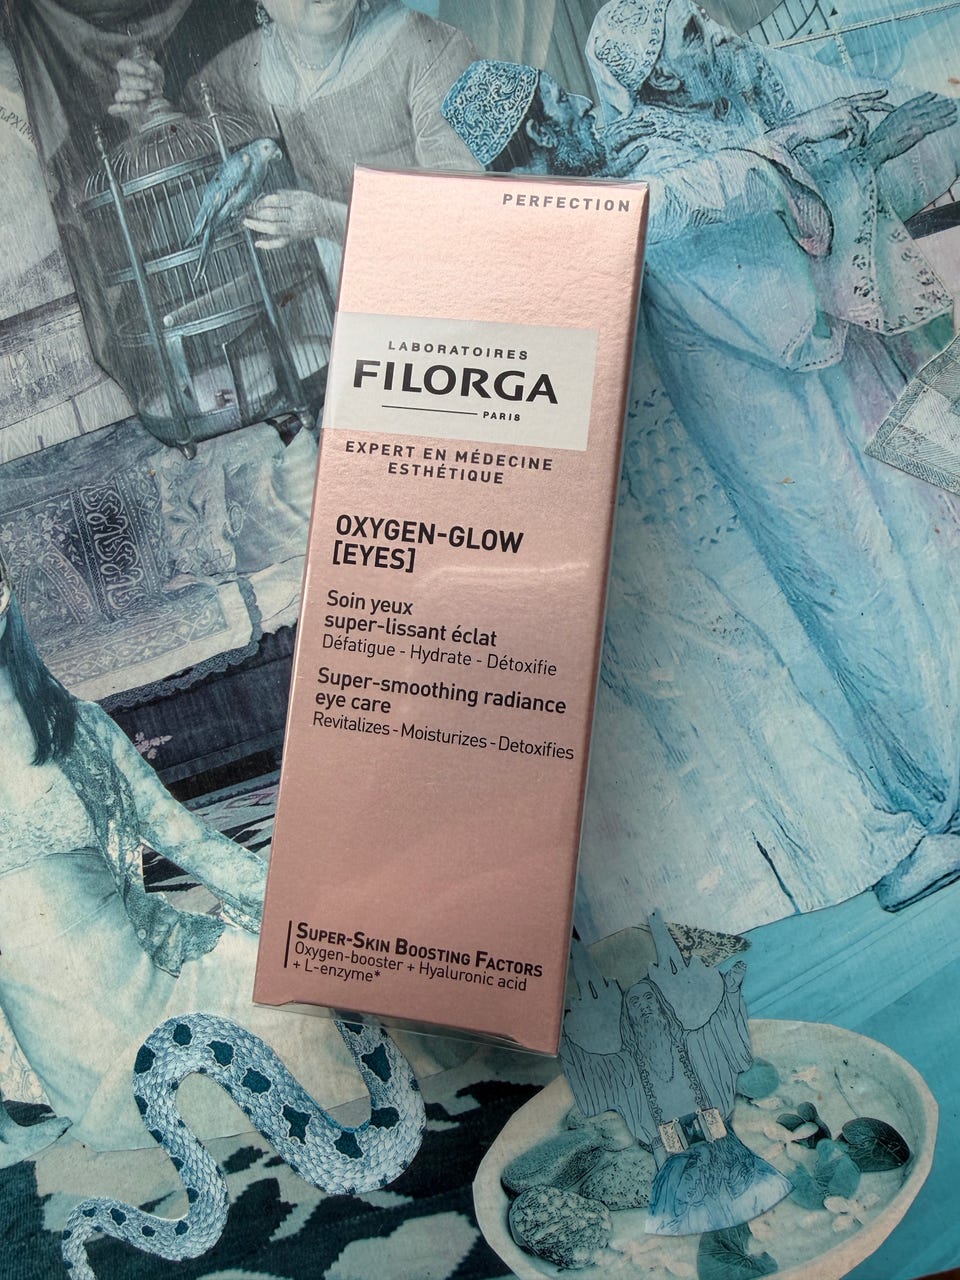 PERFECTION
LABORATOIRES
FILORGA
PARIS
EXPERT EN MÉDECINE
ESTHÉTIQUE
OXYGEN-GLOW
[EYES]
Soin yeux
super-lissant éclat
Défatigue - Hydrate - Détoxifie
Super-smoothing radiance
eye care
Revitalizes - Moisturizes - Detoxifies
SUPER-SKIN BOOSTING FACTORS
Oxygen-booster + Hyaluronic acid
+ L-enzyme*